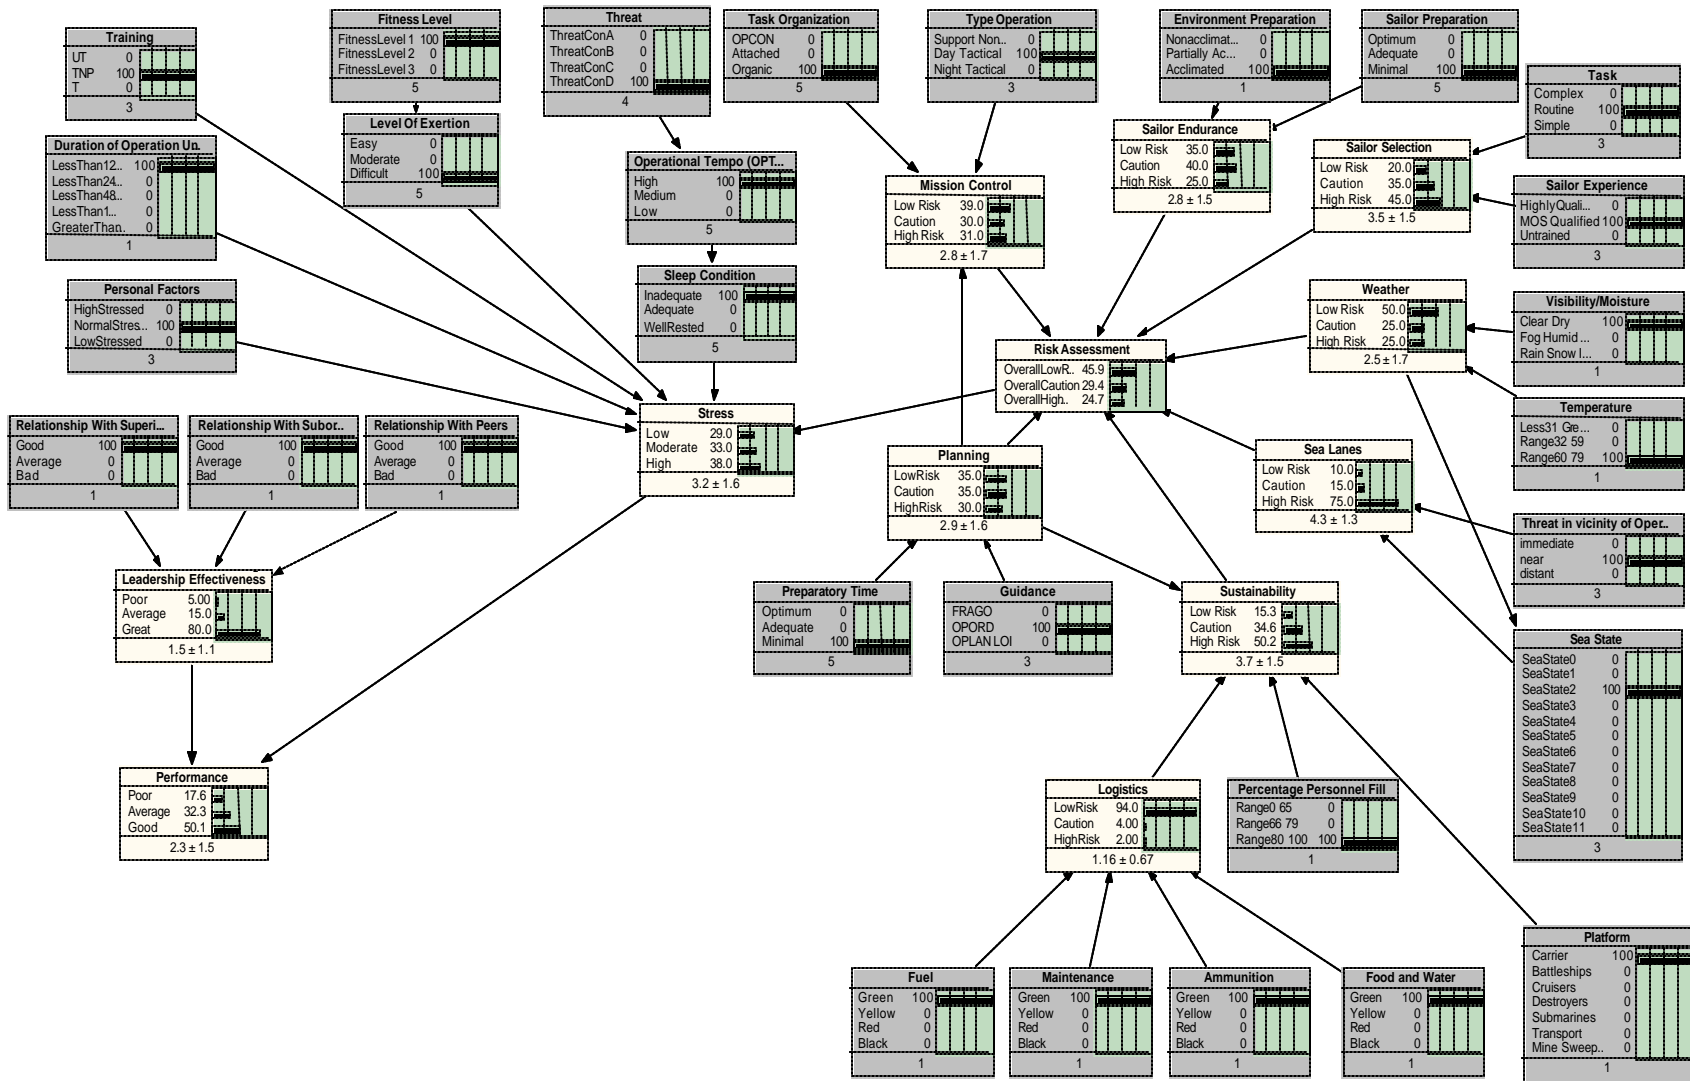 Training
UT 0
TNP 100
T 0
3
Fitness Level
FitnessLevel 1 100
FitnessLevel 2 0
FitnessLevel 3 0
5
Threat
ThreatConA 0
ThreatConB 0
ThreatConC 0
ThreatConD 100
4
Task Organization
OPCON 0
Attached 0
Organic 100
5
Type Operation
Support Non.. 0
Day Tactical 100
Night Tactical 0
3
Environment Preparation
Nonacclimat... 0
Partially Ac... 0
Acclimated 100
1
Sailor Preparation
Optimum 0
Adequate 0
Minimal 100
5
Task
Complex 0
Routine 100
Simple 0
3
Duration of Operation Un..
LessThan12.. 100
LessThan24.. 0
LessThan48.. 0
LessThan1... 0
GreaterThan.. 0
1
Level Of Exertion
Easy 0
Moderate 0
Difficult 100
5
Operational Tempo (OPT...
High 100
Medium 0
Low 0
5
Mission Control
Low Risk 39.0
Caution 30.0
High Risk 31.0
2.8 ± 1.7
Sailor Endurance
Low Risk 35.0
Caution 40.0
High Risk 25.0
2.8 ± 1.5
Sailor Selection
Low Risk 20.0
Caution 35.0
High Risk 45.0
3.5 ± 1.5
Sailor Experience
HighlyQuali... 0
MOS Qualified 100
Untrained 0
3
Personal Factors
HighStressed 0
NormalStres... 100
LowStressed 0
3
Sleep Condition
Inadequate 100
Adequate 0
WellRested 0
5
Weather
Low Risk 50.0
Caution 25.0
High Risk 25.0
2.5 ± 1.7
Visibility/Moisture
Clear Dry 100
Fog Humid ... 0
Rain Snow I... 0
1
Risk Assessment
OverallLowR.. 45.9
OverallCaution 29.4
OverallHigh.. 24.7
Temperature
Less31 Gre... 0
Range32 59 0
Range60 79 100
1
Relationship With Superi...
Good 100
Average 0
Bad 0
1
Relationship With Subor...
Good 100
Average 0
Bad 0
1
Relationship With Peers
Good 100
Average 0
Bad 0
1
Stress
Low 29.0
Moderate 33.0
High 38.0
3.2 ± 1.6
Planning
LowRisk 35.0
Caution 35.0
HighRisk 30.0
2.9 ± 1.6
Sea Lanes
Low Risk 10.0
Caution 15.0
High Risk 75.0
4.3 ± 1.3
Threat in vicinity of Oper...
immediate 0
near 100
distant 0
3
Leadership Effectiveness
Poor 5.00
Average 15.0
Great 80.0
1.5 ± 1.1
Preparatory Time
Optimum 0
Adequate 0
Minimal 100
5
Guidance
FRAGO 0
OPORD 100
OPLAN LOI 0
3
Sustainability
Low Risk 15.3
Caution 34.6
High Risk 50.2
3.7 ± 1.5
Sea State
SeaState0 0
SeaState1 0
SeaState2 100
SeaState3 0
SeaState4 0
SeaState5 0
SeaState6 0
SeaState7 0
SeaState8 0
SeaState9 0
SeaState10 0
SeaState11 0
3
Performance
Poor 17.6
Average 32.3
Good 50.1
2.3 ± 1.5
Logistics
LowRisk 94.0
Caution 4.00
HighRisk 2.00
1.16 ± 0.67
Percentage Personnel Fill
Range0 65 0
Range66 79 0
Range80 100 100
1
Fuel
Green 100
Yellow 0
Red 0
Black 0
1
Maintenance
Green 100
Yellow 0
Red 0
Black 0
1
Ammunition
Green 100
Yellow 0
Red 0
Black 0
1
Food and Water
Green 100
Yellow 0
Red 0
Black 0
1
Platform
Carrier 100
Battleships 0
Cruisers 0
Destroyers 0
Submarines 0
Transport 0
Mine Sweep.. 0
1